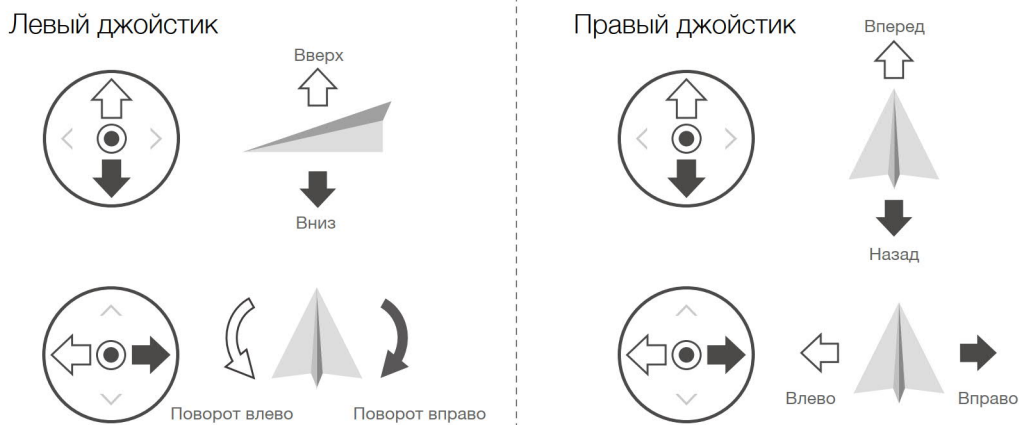 Левый джойстик
Вверх
Вниз
Поворот влево
Поворот вправо
Правый джойстик
Вперед
Назад
Влево
Вправо